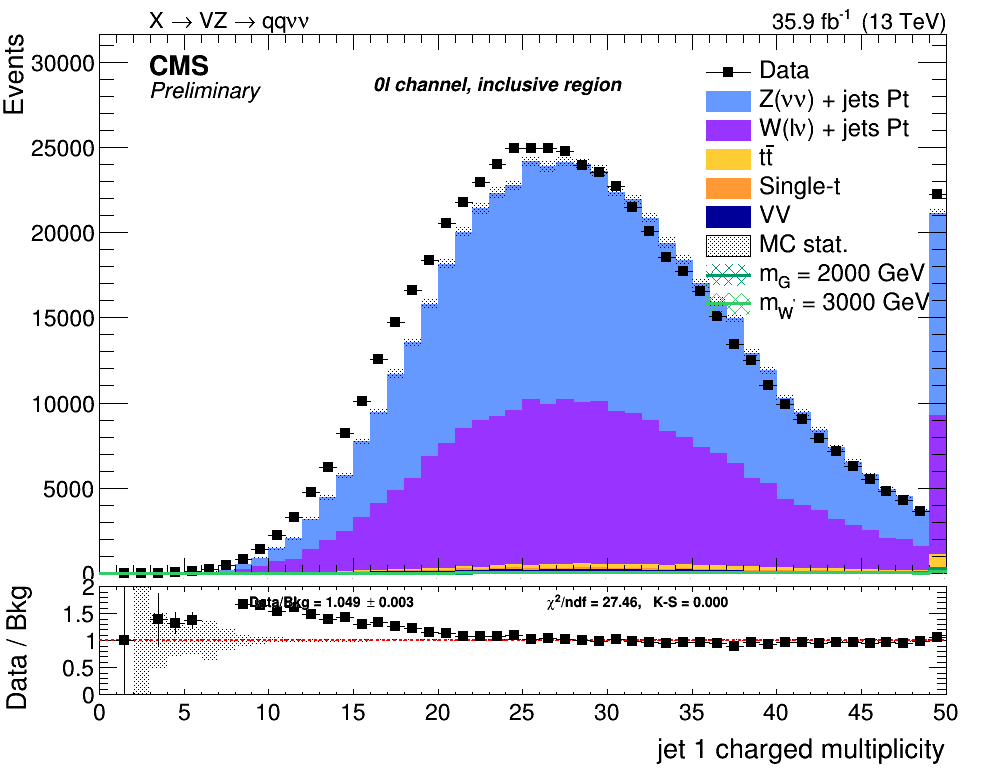 X → VZ → qqνν
35.9 fb⁻¹ (13 TeV)
Events
30000
25000
20000
15000
10000
5000
0
CMS
Preliminary
0l channel, inclusive region
Data
Z(νν) + jets Pt
W(lν) + jets Pt
tt̄
Single-t
VV
MC stat.
m_G = 2000 GeV
m_W' = 3000 GeV
Data / Bkg
2
1.5
1
0.5
0
Data/Bkg = 1.049 ± 0.003
χ²/ndf = 27.46, K-S = 0.000
0 5 10 15 20 25 30 35 40 45 50
jet 1 charged multiplicity